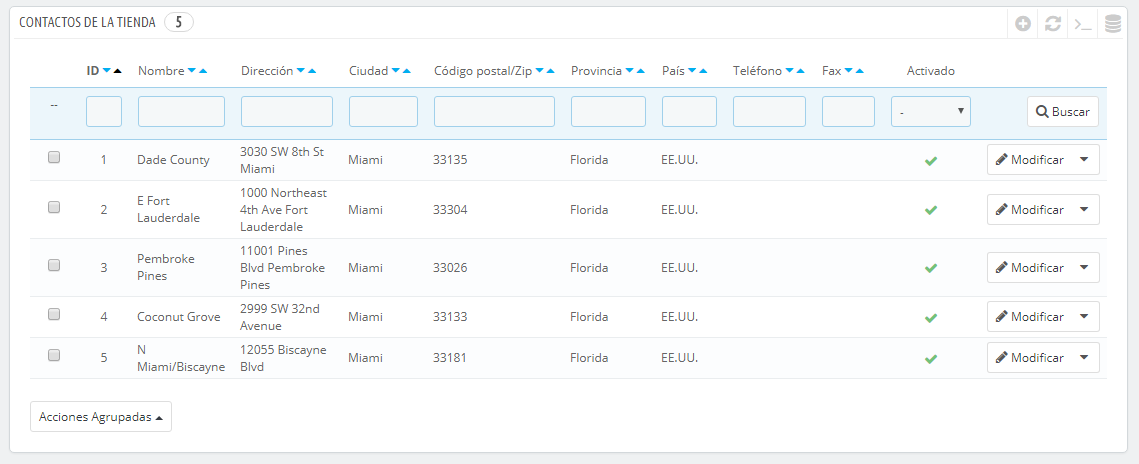 CONTACTOS DE LA TIENDA 5
ID Nombre Dirección Ciudad Código postal/Zip Provincia País Teléfono Fax Activado
-- - Buscar
1 Dade County 3030 SW 8th St Miami Miami 33135 Florida EE.UU. Modificar
2 E Fort Lauderdale 1000 Northeast 4th Ave Fort Lauderdale Miami 33304 Florida EE.UU. Modificar
3 Pembroke Pines 11001 Pines Blvd Pembroke Pines Miami 33026 Florida EE.UU. Modificar
4 Coconut Grove 2999 SW 32nd Avenue Miami 33133 Florida EE.UU. Modificar
5 N Miami/Biscayne 12055 Biscayne Blvd Miami 33181 Florida EE.UU. Modificar
Acciones Agrupadas